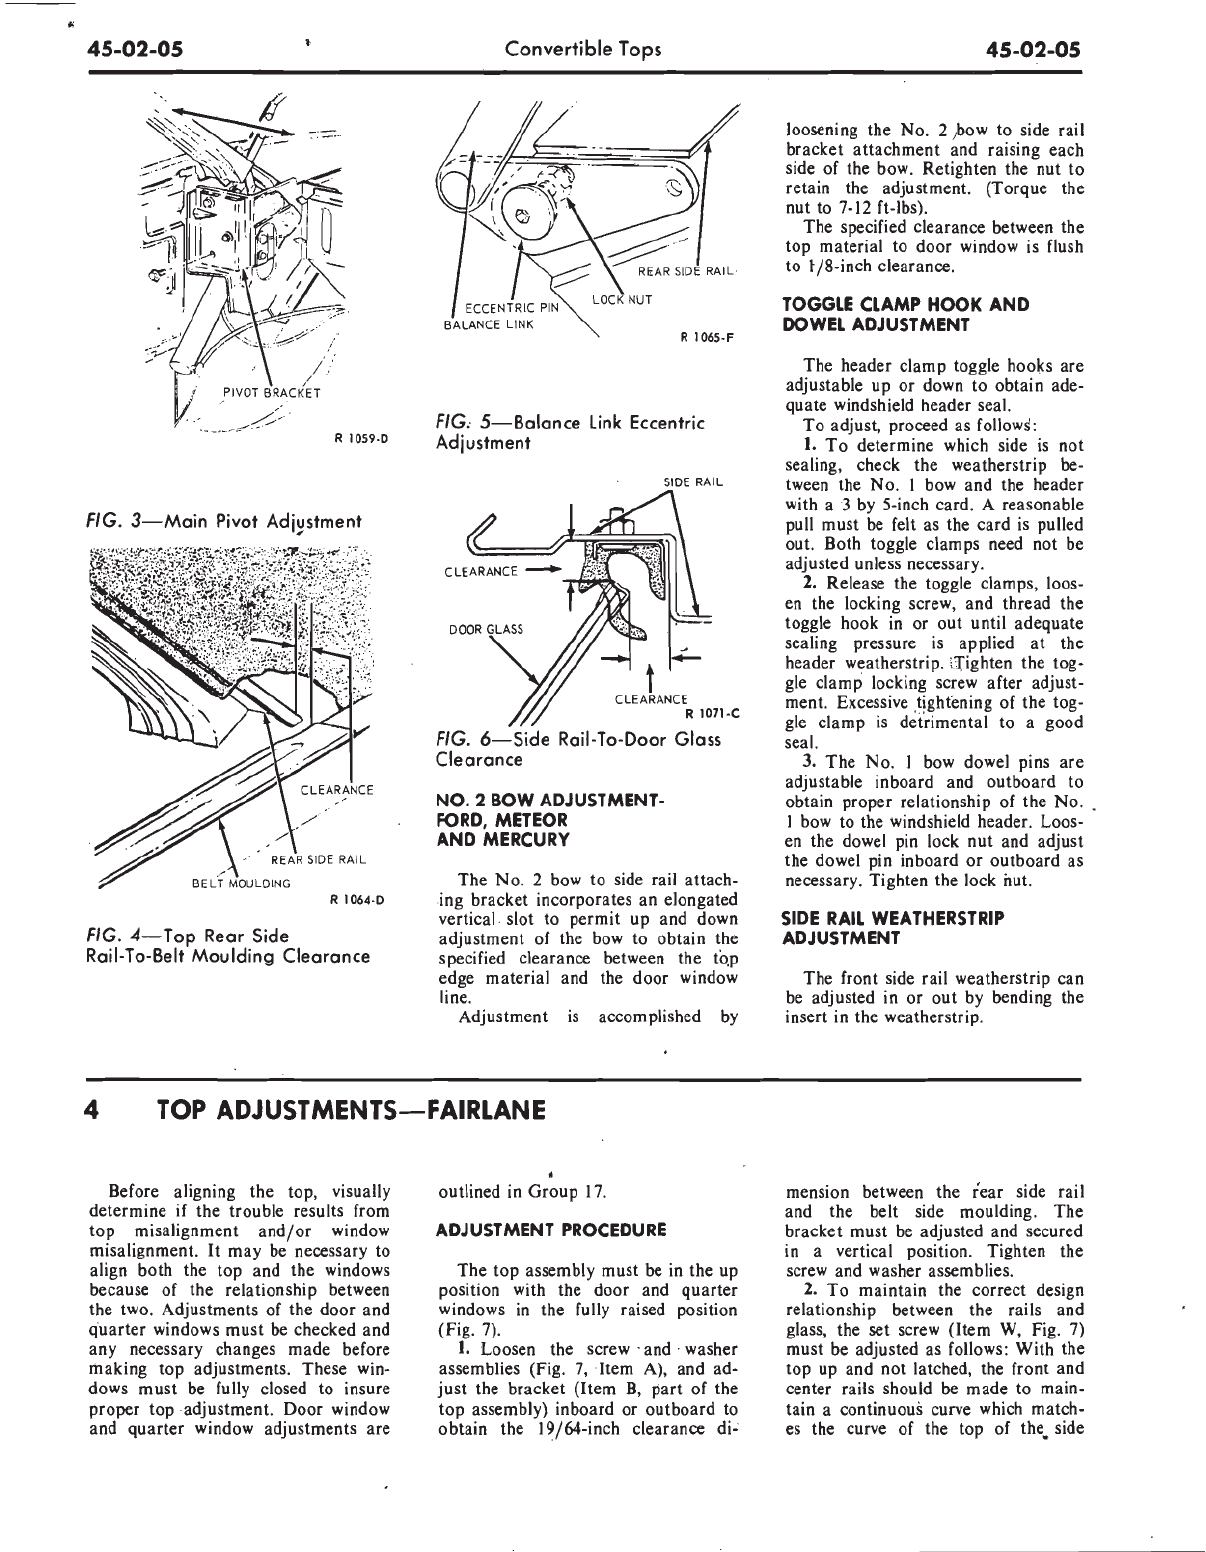 45-02-05
Convertible Tops
45-02-05
PIVOT BRACKET
R 1059-D
FIG. 3—Main Pivot Adjustment
CLEARANCE
REAR SIDE RAIL
BELT MOULDING
R 1064-D
FIG. 4—Top Rear Side
Rail-To-Belt Moulding Clearance
REAR SIDE RAIL
LOCK NUT
ECCENTRIC PIN
BALANCE LINK
R 1065-F
FIG. 5—Balance Link Eccentric
Adjustment
SIDE RAIL
CLEARANCE
DOOR GLASS
CLEARANCE
R 1071-C
FIG. 6—Side Rail-To-Door Glass
Clearance
NO. 2 BOW ADJUSTMENT-
FORD, METEOR
AND MERCURY
The No. 2 bow to side rail attach-
ing bracket incorporates an elongated
vertical slot to permit up and down
adjustment of the bow to obtain the
specified clearance between the top
edge material and the door window
line.
Adjustment is accomplished by
loosening the No. 2 bow to side rail
bracket attachment and raising each
side of the bow. Retighten the nut to
retain the adjustment. (Torque the
nut to 7-12 ft-lbs).
The specified clearance between the
top material to door window is flush
to 1/8-inch clearance.
TOGGLE CLAMP HOOK AND
DOWEL ADJUSTMENT
The header clamp toggle hooks are
adjustable up or down to obtain ade-
quate windshield header seal.
To adjust, proceed as follows:
1. To determine which side is not
sealing, check the weatherstrip be-
tween the No. 1 bow and the header
with a 3 by 5-inch card. A reasonable
pull must be felt as the card is pulled
out. Both toggle clamps need not be
adjusted unless necessary.
2. Release the toggle clamps, loos-
en the locking screw, and thread the
toggle hook in or out until adequate
sealing pressure is applied at the
header weatherstrip. Tighten the tog-
gle clamp locking screw after adjust-
ment. Excessive tightening of the tog-
gle clamp is detrimental to a good
seal.
3. The No. 1 bow dowel pins are
adjustable inboard and outboard to
obtain proper relationship of the No.
1 bow to the windshield header. Loos-
en the dowel pin lock nut and adjust
the dowel pin inboard or outboard as
necessary. Tighten the lock nut.
SIDE RAIL WEATHERSTRIP
ADJUSTMENT
The front side rail weatherstrip can
be adjusted in or out by bending the
insert in the weatherstrip.
4 TOP ADJUSTMENTS—FAIRLANE
Before aligning the top, visually
determine if the trouble results from
top misalignment and/or window
misalignment. It may be necessary to
align both the top and the windows
because of the relationship between
the two. Adjustments of the door and
quarter windows must be checked and
any necessary changes made before
making top adjustments. These win-
dows must be fully closed to insure
proper top adjustment. Door window
and quarter window adjustments are
outlined in Group 17.
ADJUSTMENT PROCEDURE
The top assembly must be in the up
position with the door and quarter
windows in the fully raised position
(Fig. 7).
1. Loosen the screw and washer
assemblies (Fig. 7, Item A), and ad-
just the bracket (Item B, part of the
top assembly) inboard or outboard to
obtain the 19/64-inch clearance di-
mension between the rear side rail
and the belt side moulding. The
bracket must be adjusted and secured
in a vertical position. Tighten the
screw and washer assemblies.
2. To maintain the correct design
relationship between the rails and
glass, the set screw (Item W, Fig. 7)
must be adjusted as follows: With the
top up and not latched, the front and
center rails should be made to main-
tain a continuous curve which match-
es the curve of the top of the side